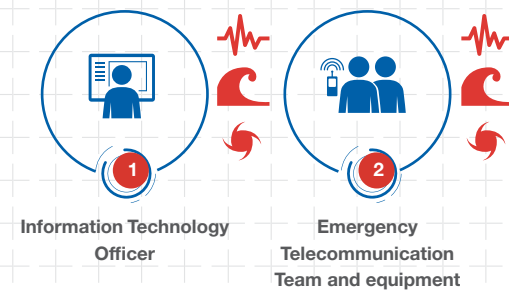 1
Information Technology
Officer
2
Emergency
Telecommunication
Team and equipment